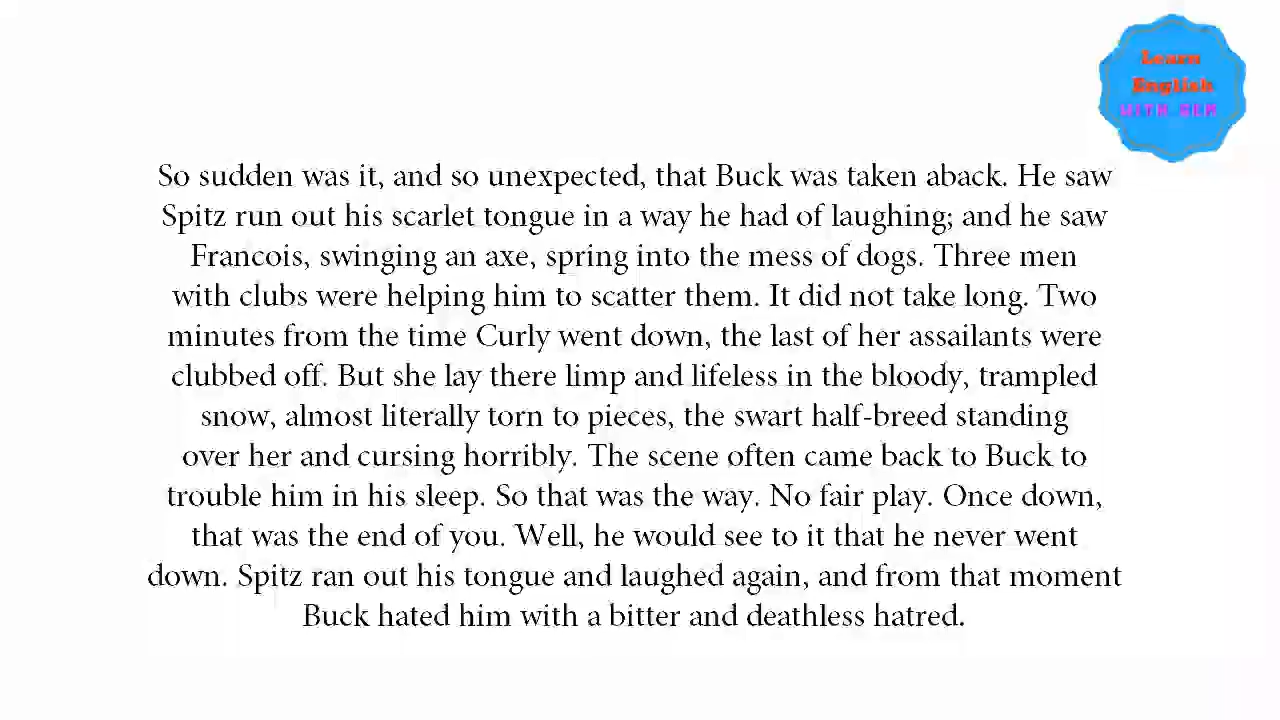 Learn
English
WITH GEM
So sudden was it, and so unexpected, that Buck was taken aback. He saw
Spitz run out his scarlet tongue in a way he had of laughing; and he saw
Francois, swinging an axe, spring into the mess of dogs. Three men
with clubs were helping him to scatter them. It did not take long. Two
minutes from the time Curly went down, the last of her assailants were
clubbed off. But she lay there limp and lifeless in the bloody, trampled
snow, almost literally torn to pieces, the swart half-breed standing
over her and cursing horribly. The scene often came back to Buck to
trouble him in his sleep. So that was the way. No fair play. Once down,
that was the end of you. Well, he would see to it that he never went
down. Spitz ran out his tongue and laughed again, and from that moment
Buck hated him with a bitter and deathless hatred.